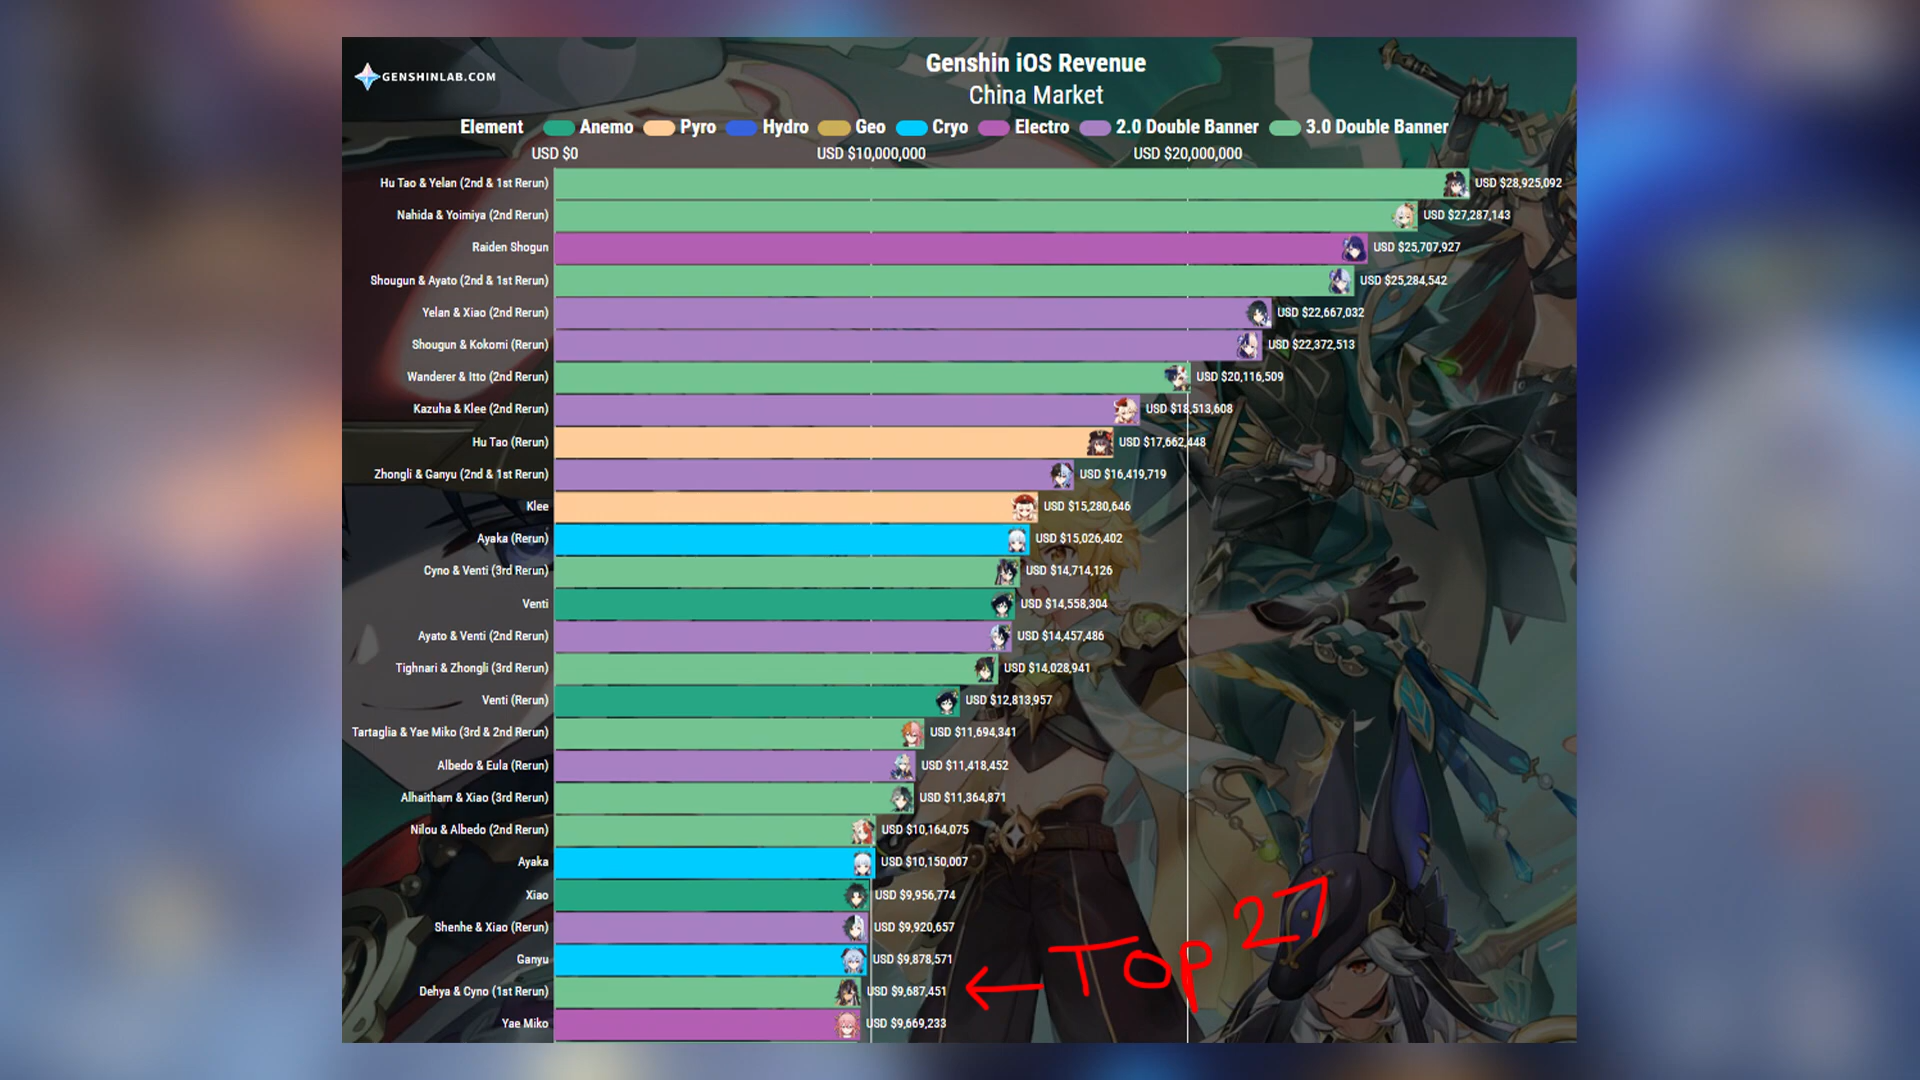 GENSHINLAB.COM
Genshin iOS Revenue
China Market
Element Anemo Pyro Hydro Geo Cryo Electro 2.0 Double Banner 3.0 Double Banner
USD $0 USD $10,000,000 USD $20,000,000
Hu Tao & Yelan (2nd & 1st Rerun) USD $28,925,092
Nahida & Yoimiya (2nd Rerun) USD $27,287,143
Raiden Shogun USD $25,707,927
Shougun & Ayato (2nd & 1st Rerun) USD $25,284,542
Yelan & Xiao (2nd Rerun) USD $22,667,032
Shougun & Kokomi (Rerun) USD $22,372,513
Wanderer & Itto (2nd Rerun) USD $20,116,509
Kazuha & Klee (2nd Rerun) USD $18,513,608
Hu Tao (Rerun) USD $17,662,448
Zhongli & Ganyu (2nd & 1st Rerun) USD $16,419,719
Klee USD $15,280,646
Ayaka (Rerun) USD $15,026,402
Cyno & Venti (3rd Rerun) USD $14,714,126
Venti USD $14,558,304
Ayato & Venti (2nd Rerun) USD $14,457,486
Tighnari & Zhongli (3rd Rerun) USD $14,028,941
Venti (Rerun) USD $12,813,957
Tartaglia & Yae Miko (3rd & 2nd Rerun) USD $11,694,341
Albedo & Eula (Rerun) USD $11,418,452
Alhaitham & Xiao (3rd Rerun) USD $11,364,871
Nilou & Albedo (2nd Rerun) USD $10,164,075
Ayaka USD $10,150,007
Xiao USD $9,956,774
Shenhe & Xiao (Rerun) USD $9,920,657
Ganyu USD $9,878,571
Dehya & Cyno (1st Rerun) USD $9,687,451 ← TOP 27
Yae Miko USD $9,669,233